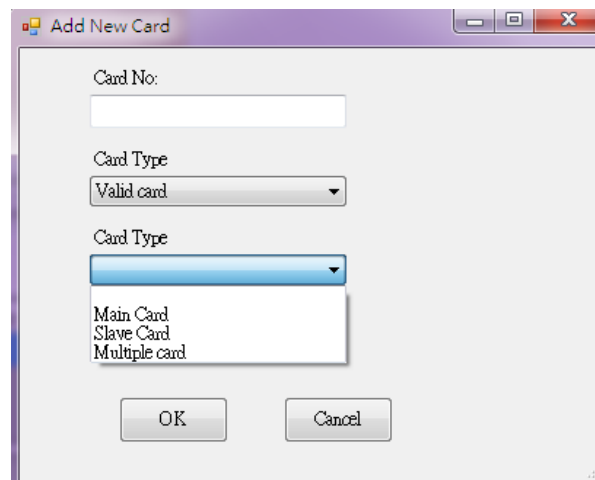 Add New Card
Card No:
Card Type
Valid card
Card Type
Main Card
Slave Card
Multiple card
OK Cancel